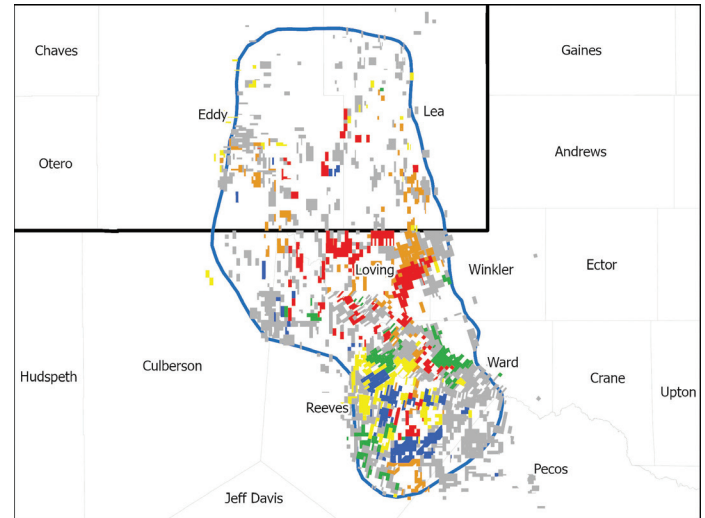 Chaves
Gaines
Eddy
Lea
Andrews
Otero
Loving
Winkler
Ector
Culberson
Ward
Hudspeth
Crane
Upton
Reeves
Pecos
Jeff Davis